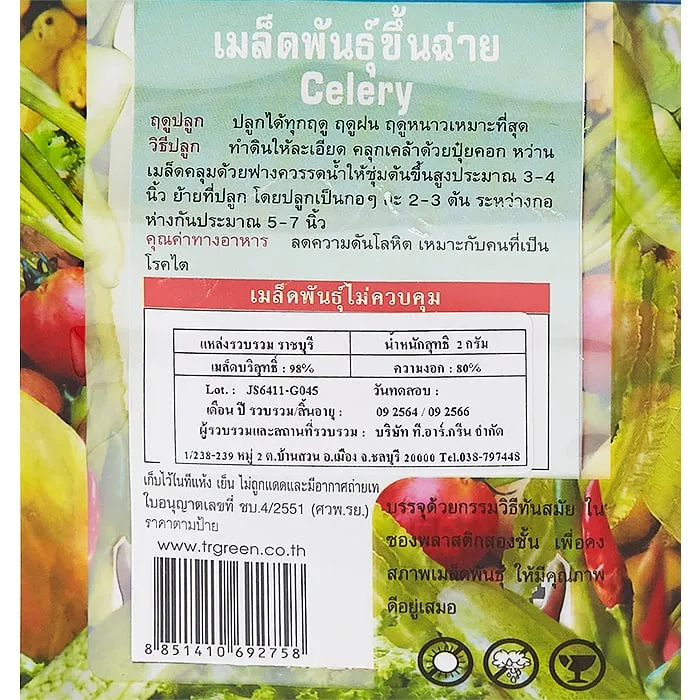 เมล็ดพันธุ์ขึ้นฉ่าย
Celery
ฤดูปลูก ปลูกได้ทุกฤดู ฤดูฝน ฤดูหนาวเหมาะที่สุด
วิธีปลูก ทำดินให้ละเอียด คลุกเคล้าด้วยปุ๋ยคอก หว่าน
เมล็ดคลุมด้วยฟางควรรดน้ำให้ชุ่มต้นขึ้นสูงประมาณ 3-4
นิ้ว ย้ายที่ปลูก โดยปลูกเป็นกอๆ ละ 2-3 ต้น ระหว่างกอ
ห่างกันประมาณ 5-7 นิ้ว
คุณค่าทางอาหาร ลดความดันโลหิต เหมาะกับคนที่เป็น
โรคไต
เมล็ดพันธุ์ไม่ควบคุม
แหล่งรวบรวม ราชบุรี น้ำหนักสุทธิ 2 กรัม
เมล็ดบริสุทธิ์ : 98% ความงอก : 80%
Lot. : JS6411-G045 วันทดสอบ :
เดือน ปี รวบรวม/สิ้นอายุ : 09 2564 / 09 2566
ผู้รวบรวมและสถานที่รวบรวม : บริษัท ที.อาร์.กรีน จำกัด
1/238-239 หมู่ 2 ต.บ้านสวน อ.เมือง จ.ชลบุรี 20000 Tel.038-797448
เก็บไว้ในที่แห้ง เย็น ไม่ถูกแดดและมีอากาศถ่ายเท
ใบอนุญาตเลขที่ ชบ.4/2551 (ศวพ.รย.)
ราคาตามป้าย
www.trgreen.co.th
8 851410 692758
บรรจุด้วยกรรมวิธีทันสมัย ใน
ซองพลาสติกสองชั้น เพื่อคง
สภาพเมล็ดพันธุ์ ให้มีคุณภาพ
ดีอยู่เสมอ